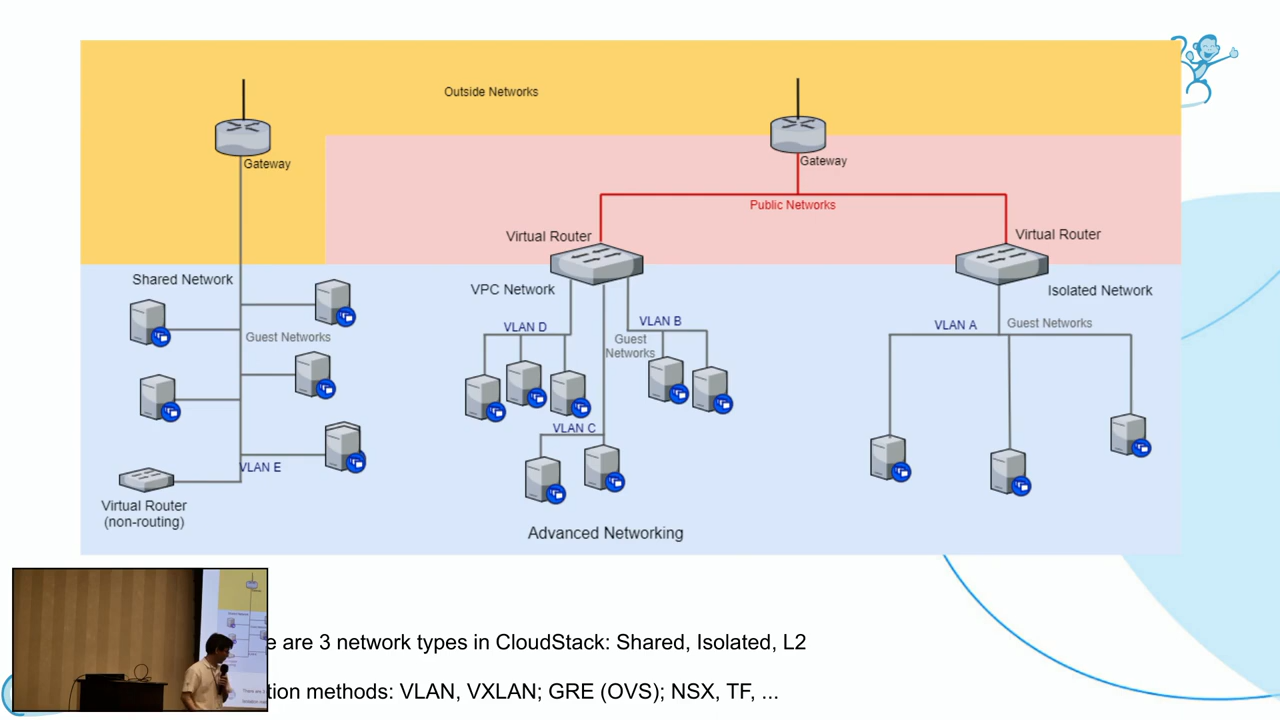 Outside Networks
Gateway
Gateway
Public Networks
Virtual Router
Virtual Router
Shared Network
VPC Network
Isolated Network
Guest Networks
VLAN D
VLAN B
Guest
Networks
VLAN A
Guest Networks
VLAN C
VLAN E
Virtual Router
(non-routing)
Advanced Networking
e are 3 network types in CloudStack: Shared, Isolated, L2
tion methods: VLAN, VXLAN; GRE (OVS); NSX, TF, ...